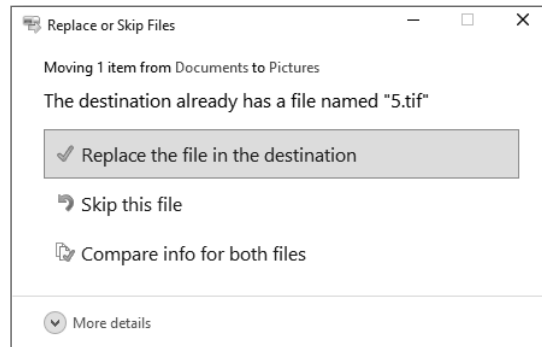 Replace or Skip Files
Moving 1 item from Documents to Pictures
The destination already has a file named "5.tif"
Replace the file in the destination
Skip this file
Compare info for both files
More details